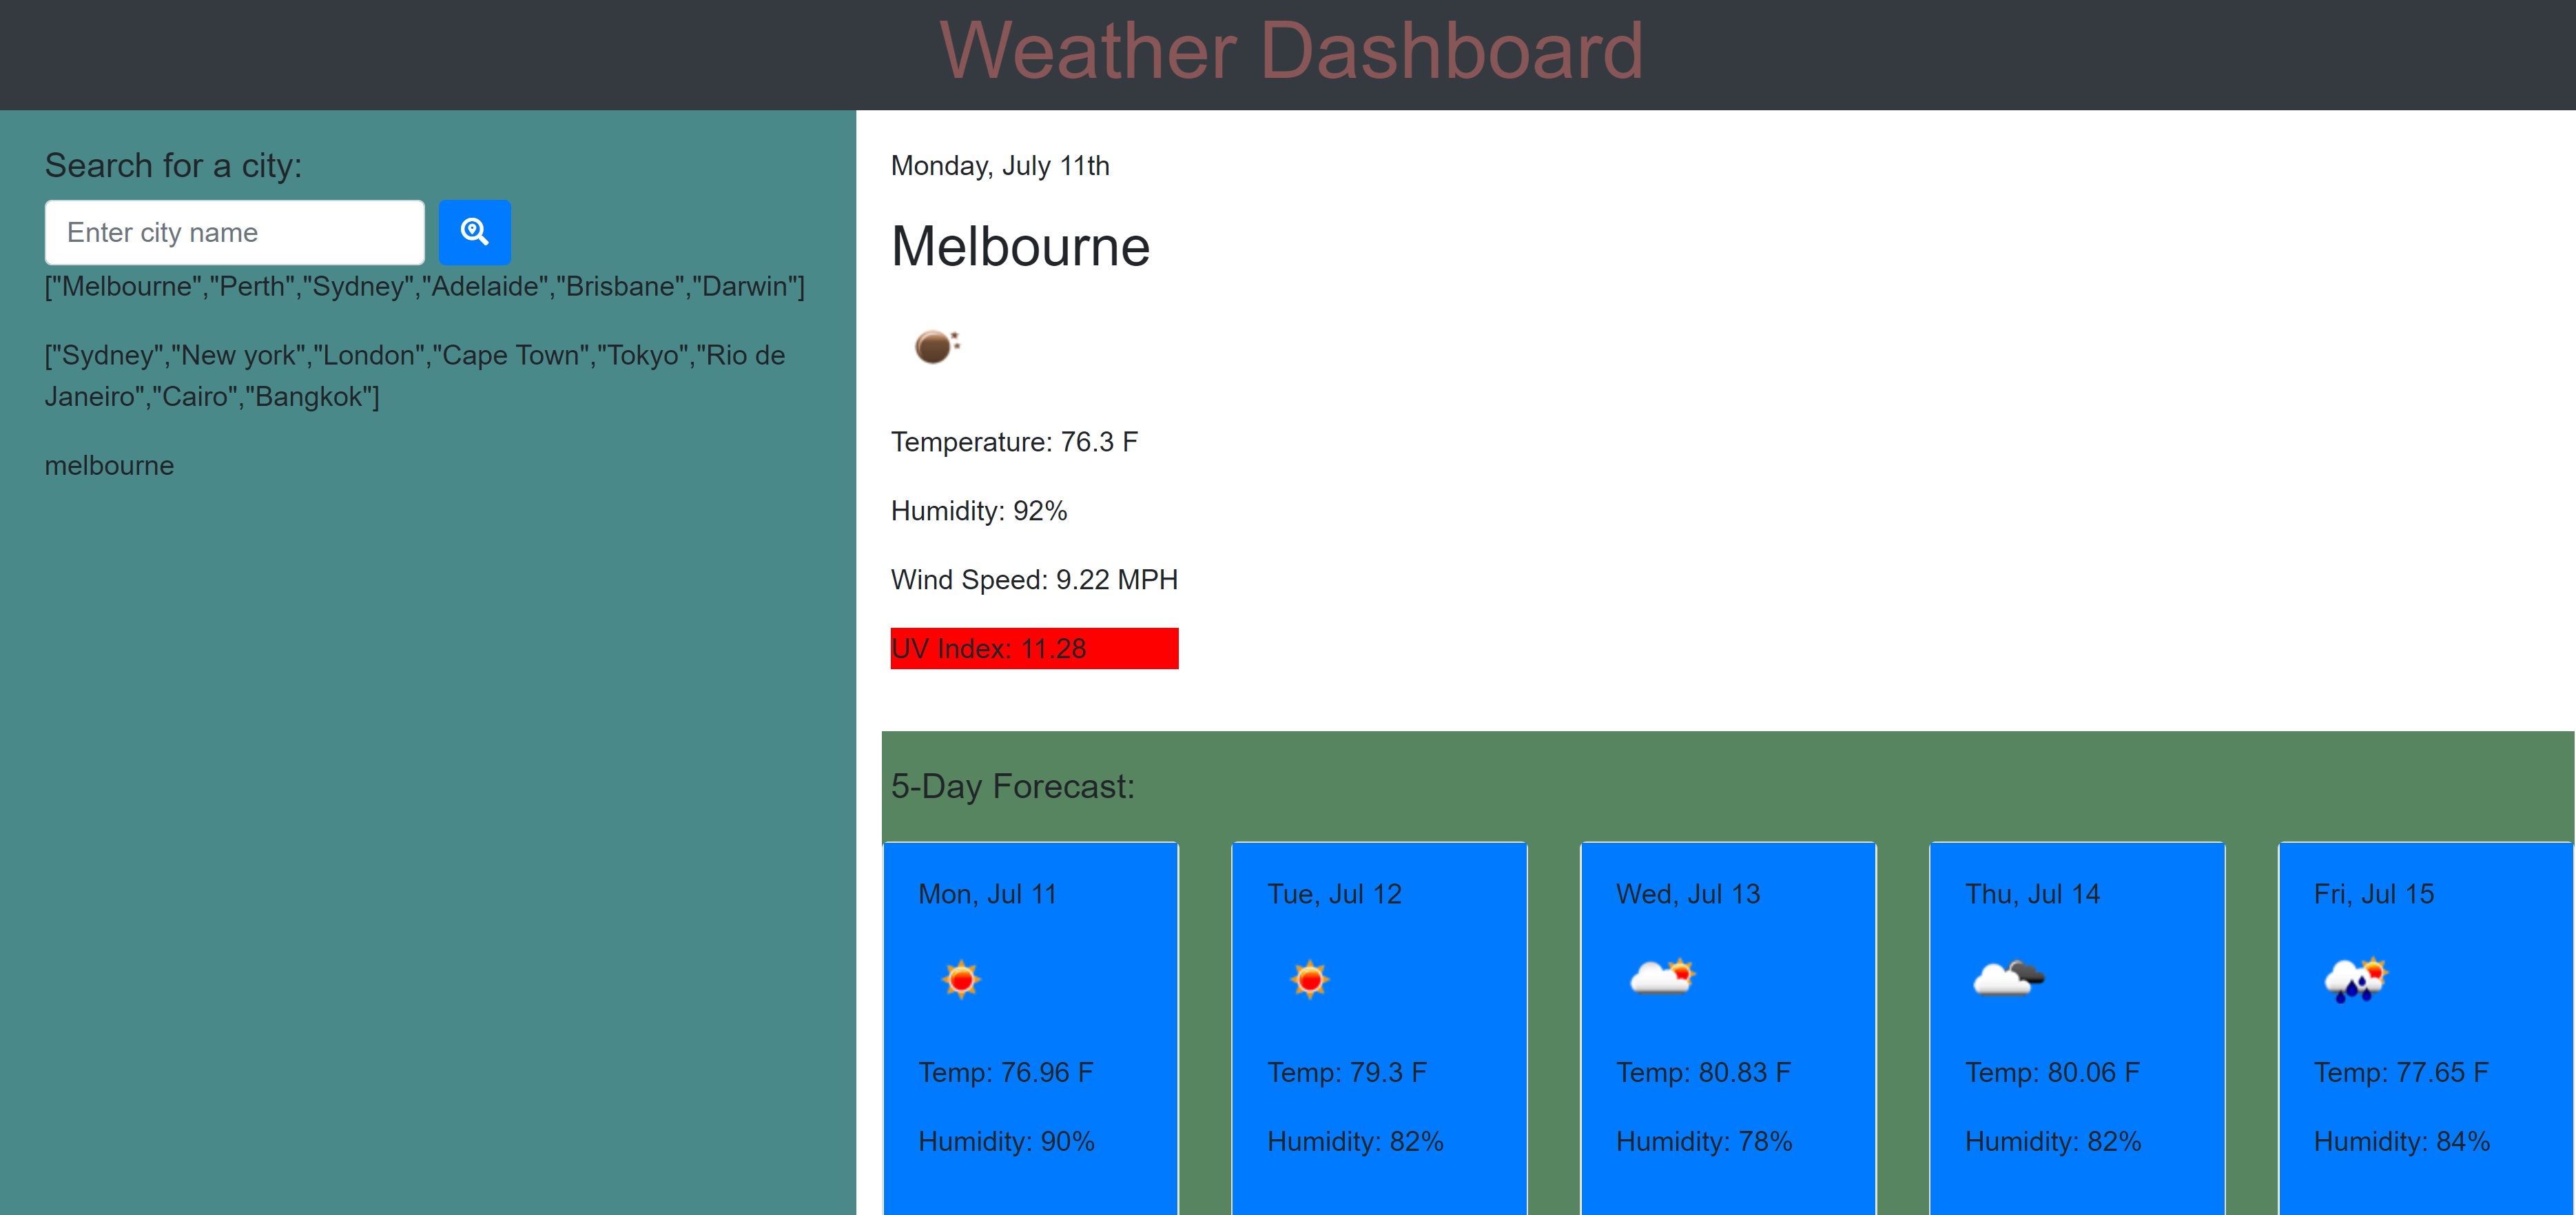 Weather Dashboard
Search for a city:
Enter city name
["Melbourne","Perth","Sydney","Adelaide","Brisbane","Darwin"]
["Sydney","New york","London","Cape Town","Tokyo","Rio de
Janeiro","Cairo","Bangkok"]
melbourne
Monday, July 11th
Melbourne
Temperature: 76.3 F
Humidity: 92%
Wind Speed: 9.22 MPH
UV Index: 11.28
5-Day Forecast:
Mon, Jul 11
Temp: 76.96 F
Humidity: 90%
Tue, Jul 12
Temp: 79.3 F
Humidity: 82%
Wed, Jul 13
Temp: 80.83 F
Humidity: 78%
Thu, Jul 14
Temp: 80.06 F
Humidity: 82%
Fri, Jul 15
Temp: 77.65 F
Humidity: 84%